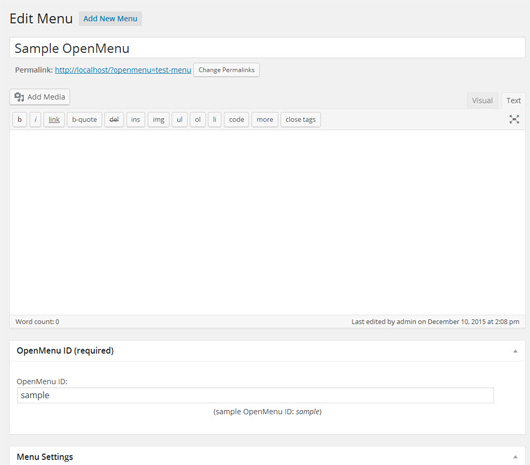 Edit Menu Add New Menu
Sample OpenMenu
Permalink: http://localhost/?openmenu=test-menu Change Permalinks
Add Media
Visual Text
b i link b-quote del ins img ul ol li code more close tags
Word count: 0 Last edited by admin on December 10, 2015 at 2:08 pm
OpenMenu ID (required)
OpenMenu ID:
sample
(sample OpenMenu ID: sample)
Menu Settings